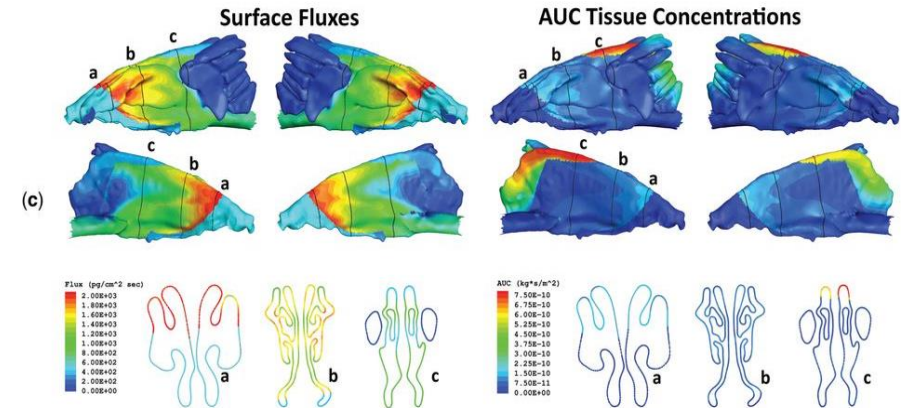 Surface Fluxes
AUC Tissue Concentrations
a
b
c
a
b
c
c
b
a
c
b
a
(c)
Flux (pg/cm^2 sec)
2.00E+03
1.80E+03
1.60E+03
1.40E+03
1.20E+03
1.00E+03
8.00E+02
6.00E+02
4.00E+02
2.00E+02
0.00E+00
a
b
c
AUC (kg*s/m^2)
7.50E-10
6.75E-10
6.00E-10
5.25E-10
4.50E-10
3.75E-10
3.00E-10
2.25E-10
1.50E-10
7.50E-11
0.00E+00
a
b
c